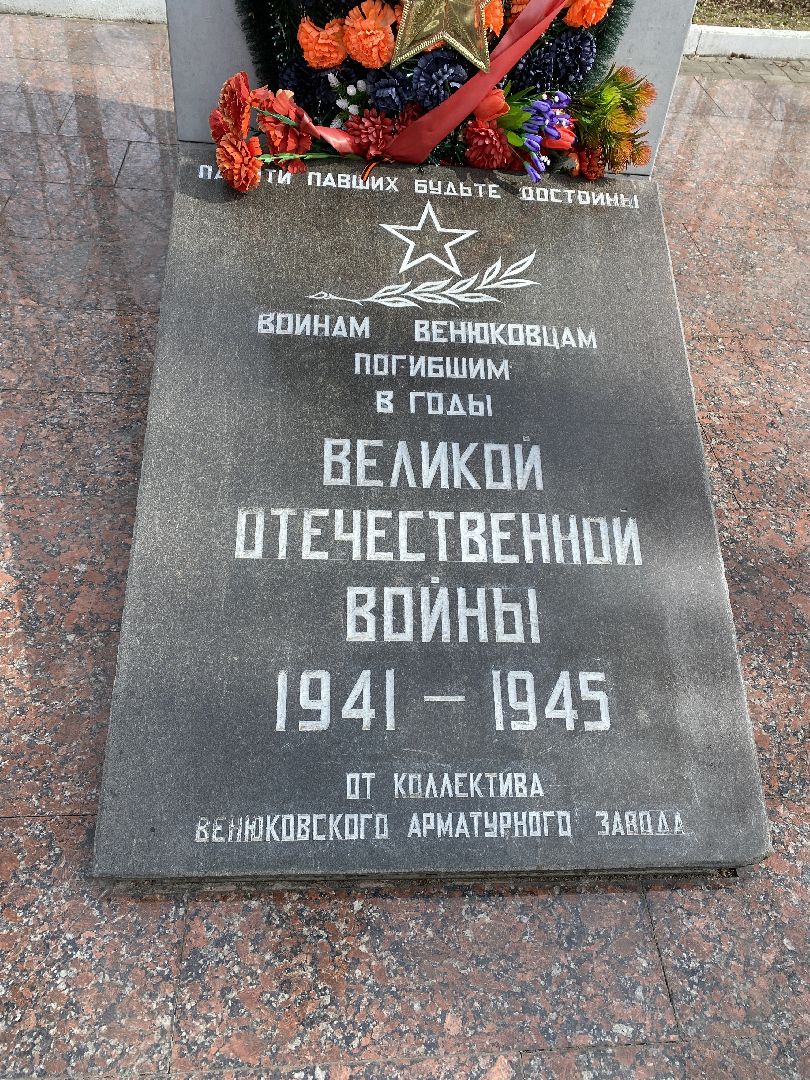 ПАМЯТИ ПАВШИХ БУДЬТЕ ДОСТОЙНЫ
ВОИНАМ ВЕНЮКОВЦАМ
ПОГИБШИМ
В ГОДЫ
ВЕЛИКОЙ
ОТЕЧЕСТВЕННОЙ
ВОЙНЫ
1941 — 1945
ОТ КОЛЛЕКТИВА
ВЕНЮКОВСКОГО АРМАТУРНОГО ЗАВОДА